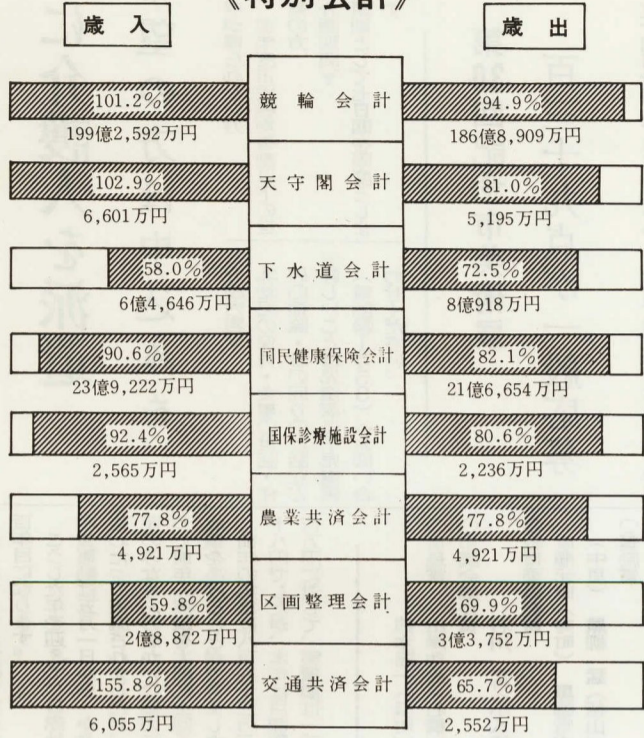 《特別会計》
歳入 歳出
101.2% 競輪会計 94.9%
199億2,592万円 186億8,909万円
102.9% 天守閣会計 81.0%
6,601万円 5,195万円
58.0% 下水道会計 72.5%
6億4,646万円 8億918万円
90.6% 国民健康保険会計 82.1%
23億9,222万円 21億6,654万円
92.4% 国保診療施設会計 80.6%
2,565万円 2,236万円
77.8% 農業共済会計 77.8%
4,921万円 4,921万円
59.8% 区画整理会計 69.9%
2億8,872万円 3億3,752万円
155.8% 交通共済会計 65.7%
6,055万円 2,552万円